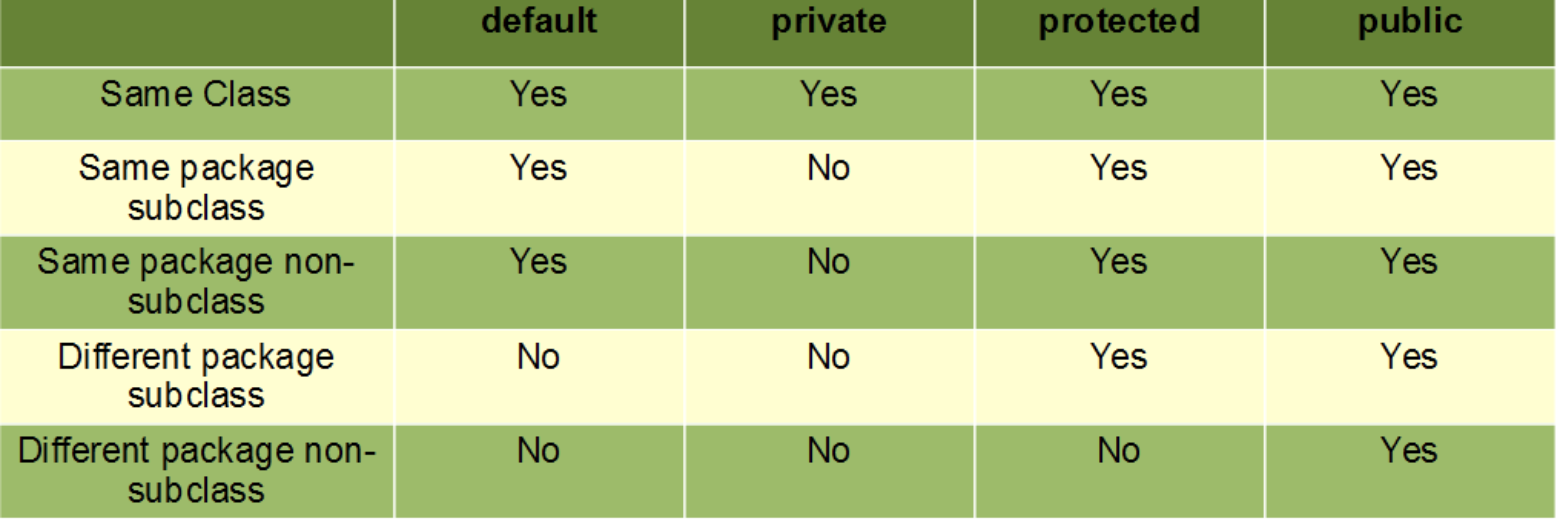 default private protected public
Same Class Yes Yes Yes Yes
Same package Yes No Yes Yes
subclass
Same package non- Yes No Yes Yes
subclass
Different package No No Yes Yes
subclass
Different package non- No No No Yes
subclass